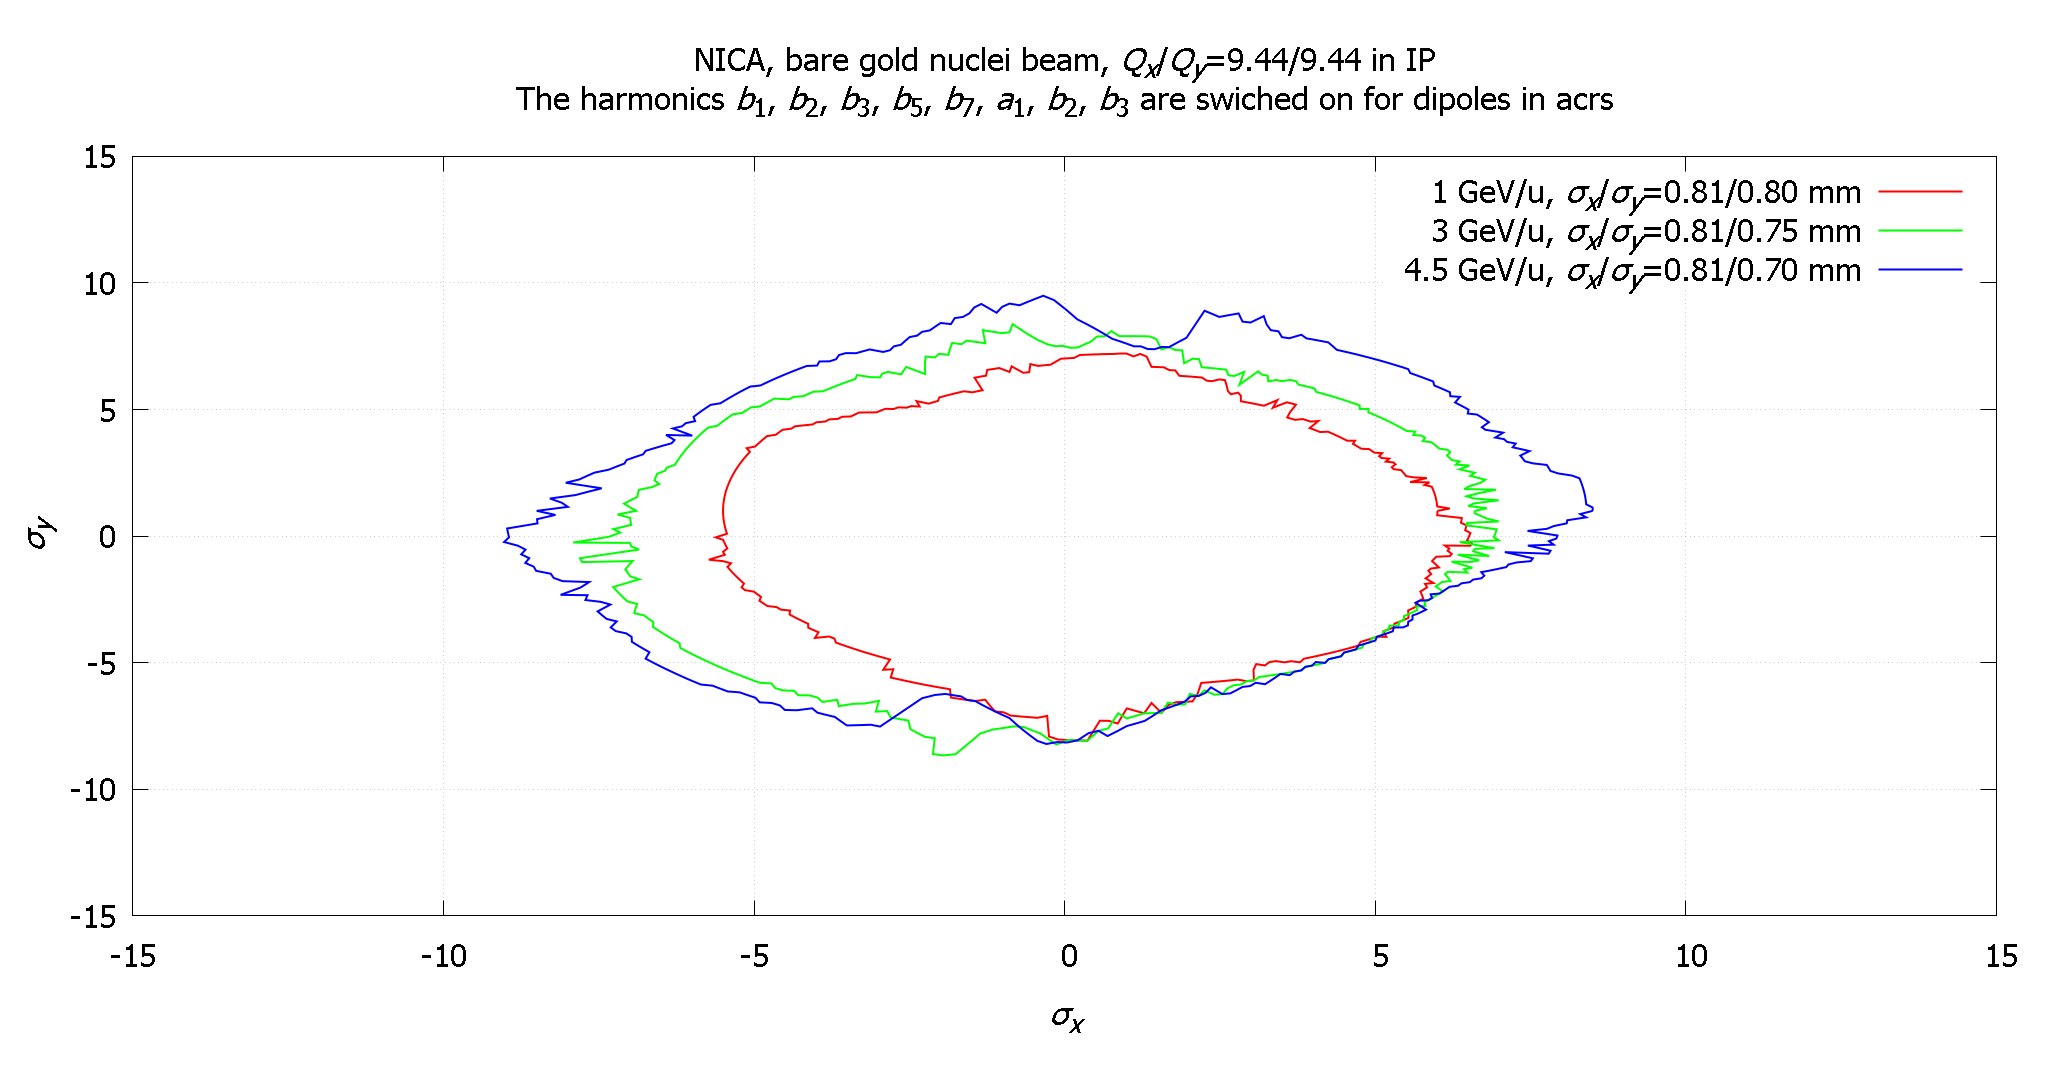 NICA, bare gold nuclei beam, Qx/Qy=9.44/9.44 in IP
The harmonics b1, b2, b3, b5, b7, a1, b2, b3 are swiched on for dipoles in acrs
1 GeV/u, σx/σy=0.81/0.80 mm
3 GeV/u, σx/σy=0.81/0.75 mm
4.5 GeV/u, σx/σy=0.81/0.70 mm
15
10
5
0
-5
-10
-15
σy
-15 -10 -5 0 5 10 15
σx